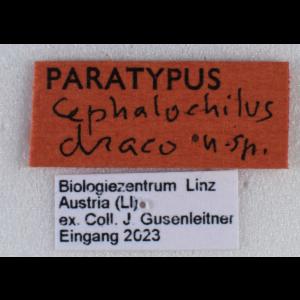 PARATYPUS
Cephalochilus
draco n.sp.
Biologiezentrum Linz
Austria (LI)
ex. Coll. J. Gusenleitner
Eingang 2023